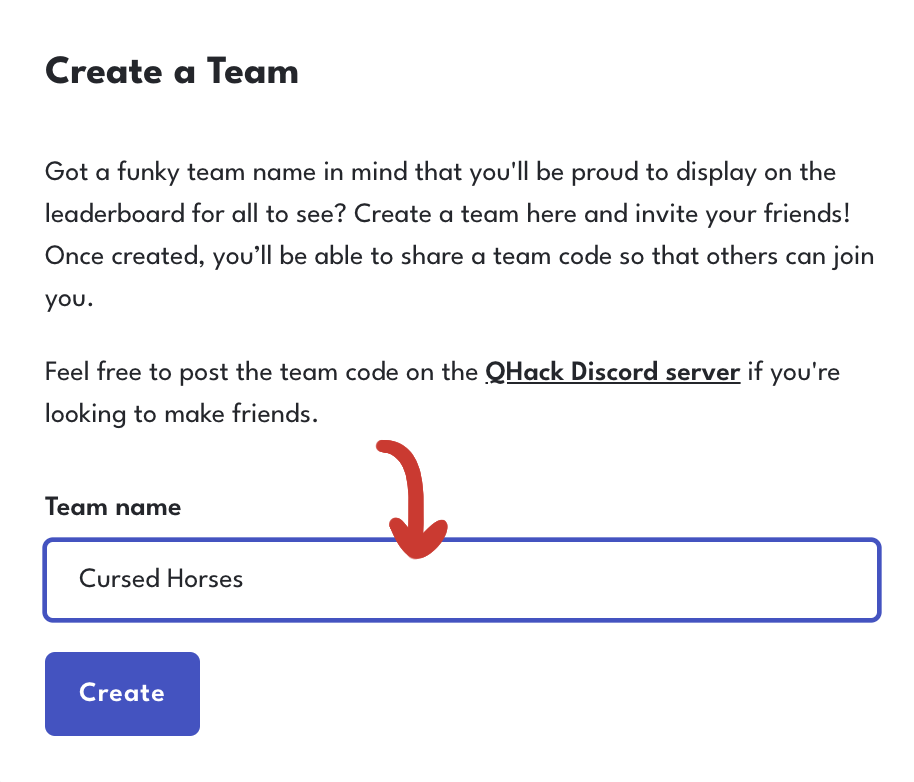 Create a Team
Got a funky team name in mind that you'll be proud to display on the
leaderboard for all to see? Create a team here and invite your friends!
Once created, you’ll be able to share a team code so that others can join
you.
Feel free to post the team code on the QHack Discord server if you're
looking to make friends.
Team name
Cursed Horses
Create